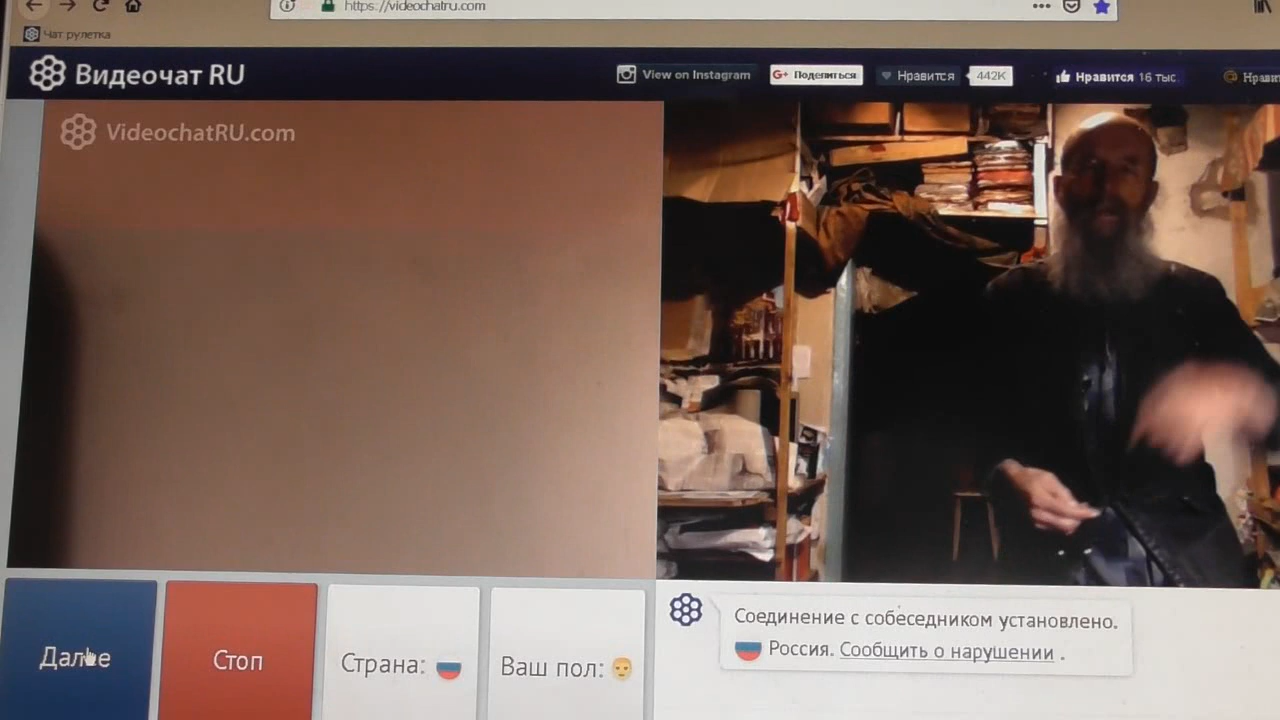 https://videochatru.com
Чат рулетка
Видеочат RU
View on Instagram
G+ Поделиться
Нравится
442K
Нравится 16 тыс.
VideochatRU.com
Далее
Стоп
Страна:
Ваш пол:
Соединение с собеседником установлено.
Россия. Сообщить о нарушении .